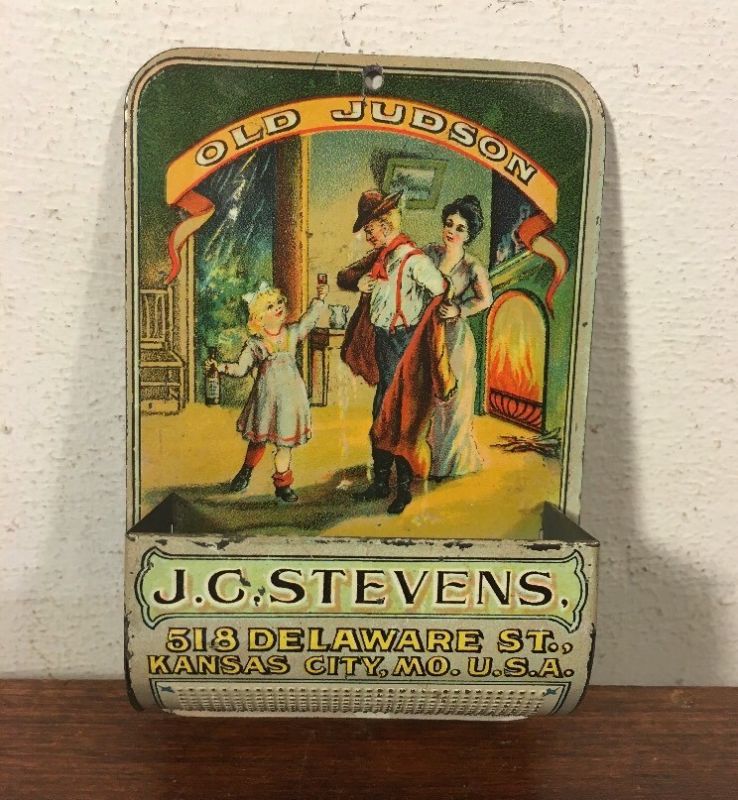 OLD JUDSON
J.C. STEVENS,
518 DELAWARE ST.,
KANSAS CITY, MO. U.S.A.